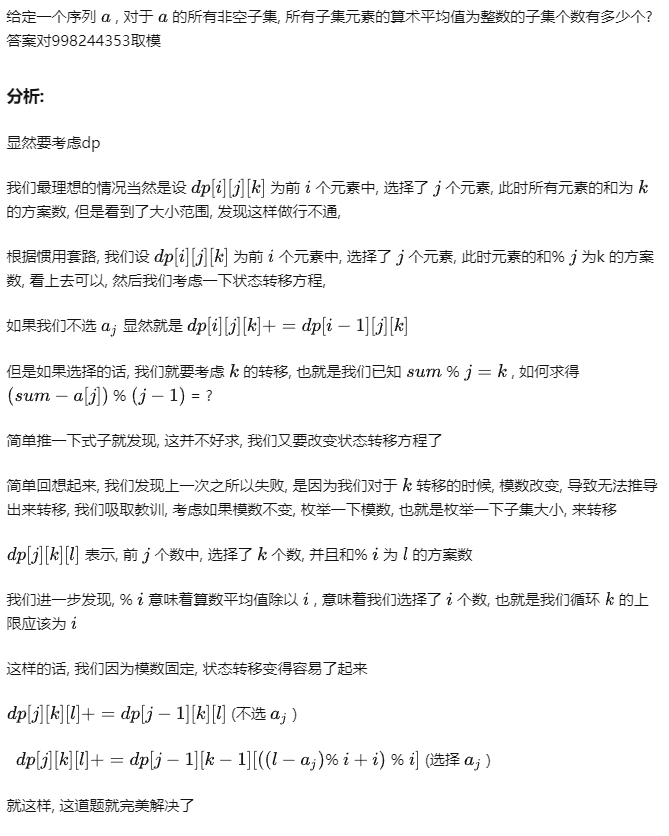 给定一个序列 a , 对于 a 的所有非空子集, 所有子集元素的算术平均值为整数的子集个数有多少个?
答案对998244353取模
分析:
显然要考虑dp
我们最理想的情况当然是设 dp[i][j][k] 为前 i 个元素中, 选择了 j 个元素, 此时所有元素的和为 k
的方案数, 但是看到了大小范围, 发现这样做行不通,
根据惯用套路, 我们设 dp[i][j][k] 为前 i 个元素中, 选择了 j 个元素, 此时元素的和% j 为k 的方案
数, 看上去可以, 然后我们考虑一下状态转移方程,
如果我们不选 a_j 显然就是 dp[i][j][k]+ = dp[i − 1][j][k]
但是如果选择的话, 我们就要考虑 k 的转移, 也就是我们已知 sum % j = k , 如何求得
(sum − a[j]) % (j − 1) = ?
简单推一下式子就发现, 这并不好求, 我们又要改变状态转移方程了
简单回想起来, 我们发现上一次之所以失败, 是因为我们对于 k 转移的时候, 模数改变, 导致无法推导
出来转移, 我们吸取教训, 考虑如果模数不变, 枚举一下模数, 也就是枚举一下子集大小, 来转移
dp[j][k][l] 表示, 前 j 个数中, 选择了 k 个数, 并且和% i 为 l 的方案数
我们进一步发现, % i 意味着算数平均值除以 i , 意味着我们选择了 i 个数, 也就是我们循环 k 的上
限应该为 i
这样的话, 我们因为模数固定, 状态转移变得容易了起来
dp[j][k][l]+ = dp[j − 1][k][l] (不选 a_j )
dp[j][k][l]+ = dp[j − 1][k − 1][((l − a_j)% i + i) % i] (选择 a_j )
就这样, 这道题就完美解决了